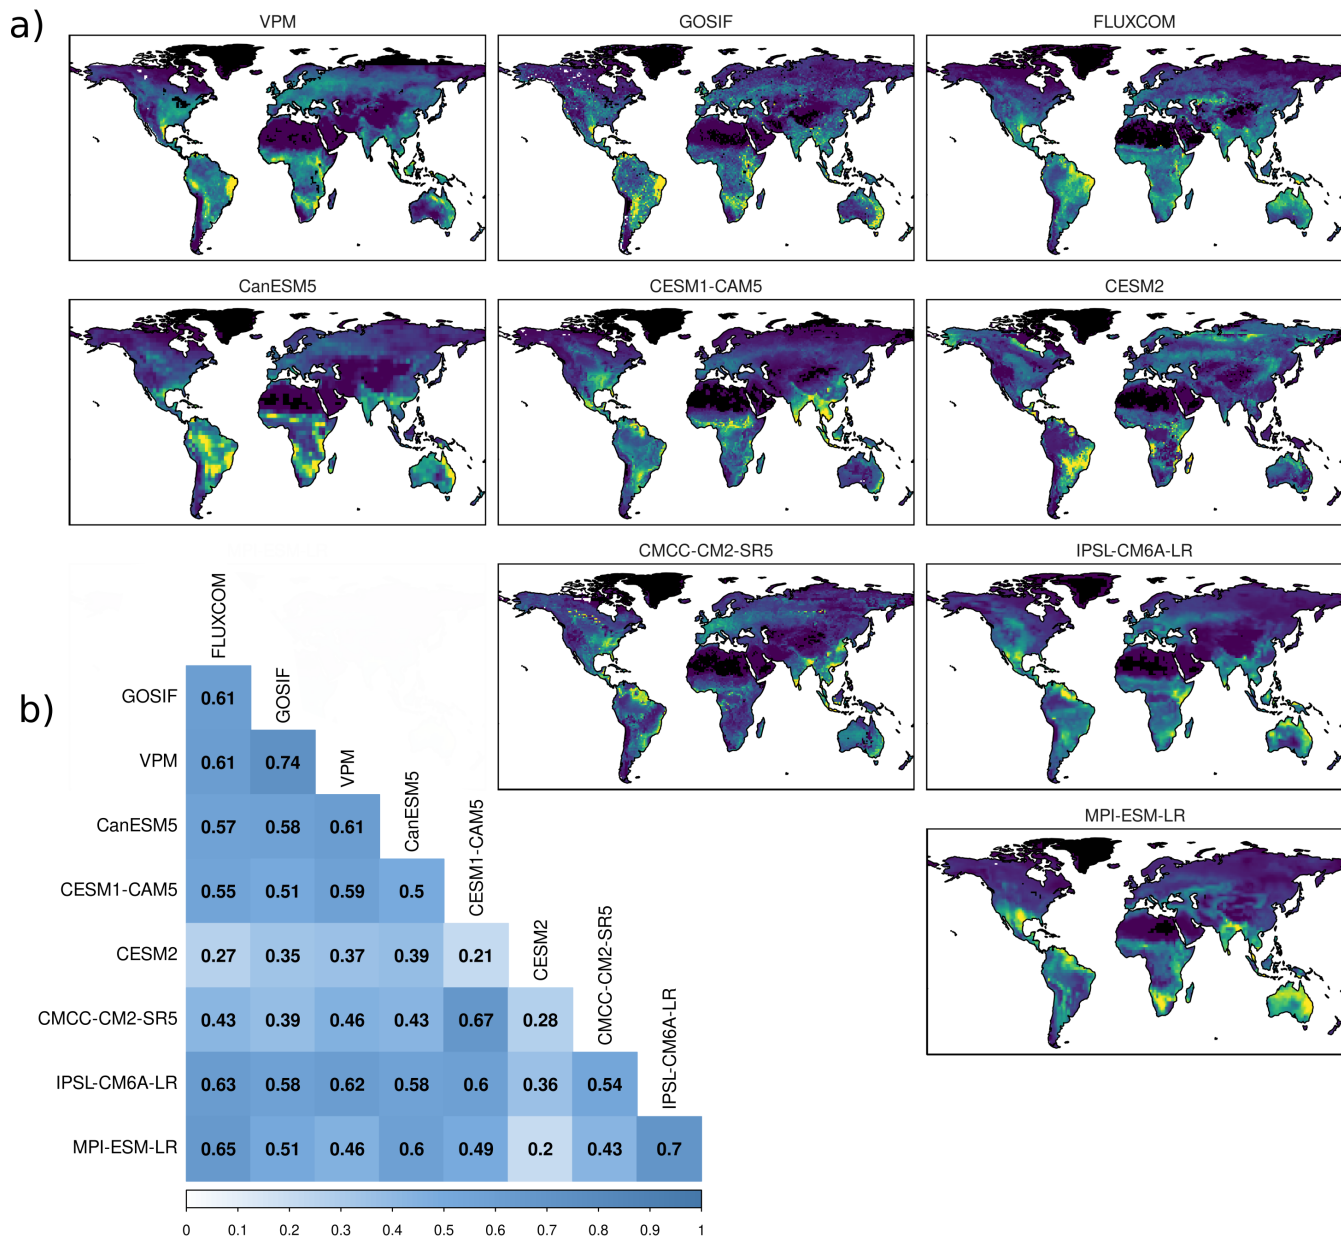 a)
VPM
GOSIF
FLUXCOM
CanESM5
CESM1-CAM5
CESM2
CMCC-CM2-SR5
IPSL-CM6A-LR
MPI-ESM-LR
b)
FLUXCOM
GOSIF
VPM
CanESM5
CESM1-CAM5
CESM2
CMCC-CM2-SR5
IPSL-CM6A-LR
GOSIF 0.61
VPM 0.61 0.74
CanESM5 0.57 0.58 0.61
CESM1-CAM5 0.55 0.51 0.59 0.5
CESM2 0.27 0.35 0.37 0.39 0.21
CMCC-CM2-SR5 0.43 0.39 0.46 0.43 0.67 0.28
IPSL-CM6A-LR 0.63 0.58 0.62 0.58 0.6 0.36 0.54
MPI-ESM-LR 0.65 0.51 0.46 0.6 0.49 0.2 0.43 0.7
0 0.1 0.2 0.3 0.4 0.5 0.6 0.7 0.8 0.9 1